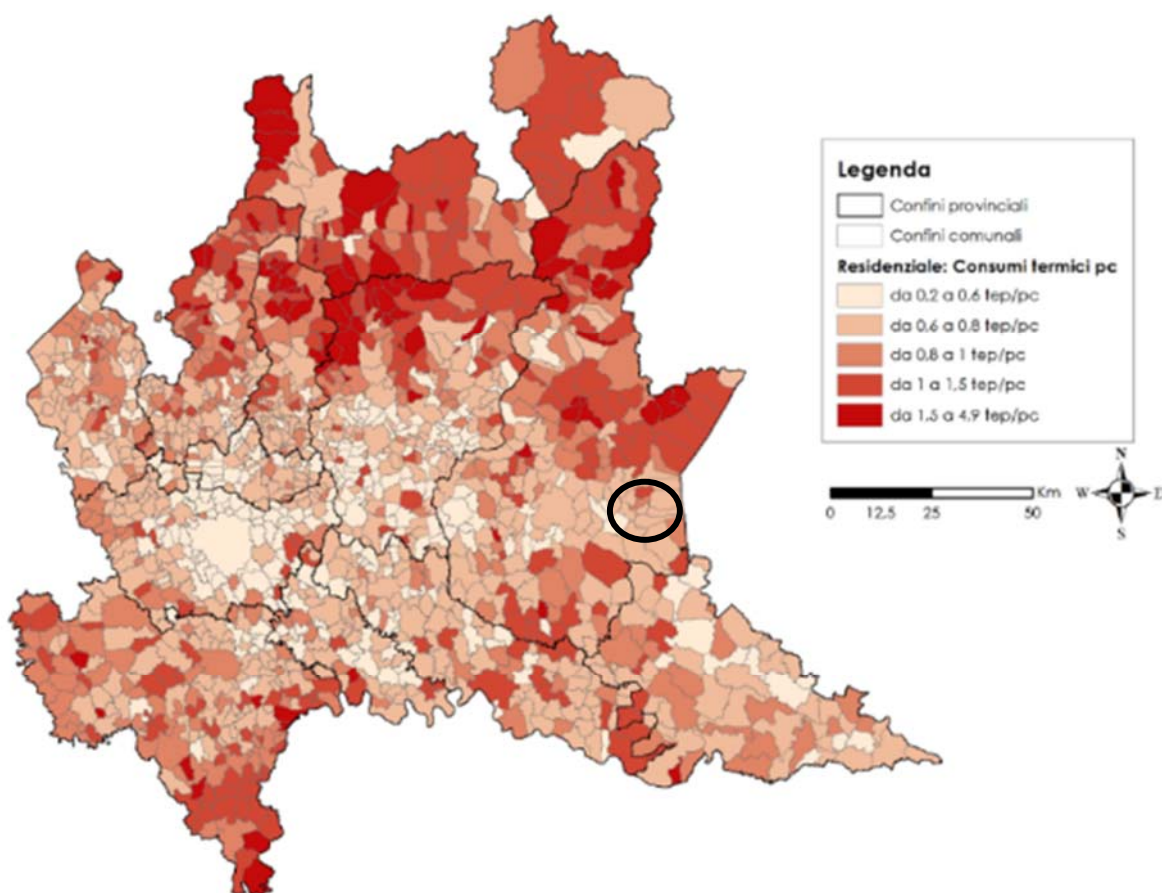 Legenda
Confini provinciali
Confini comunali
Residenziale: Consumi termici pc
da 0,2 a 0,6 tep/pc
da 0,6 a 0,8 tep/pc
da 0,8 a 1 tep/pc
da 1 a 1,5 tep/pc
da 1,5 a 4,9 tep/pc
N
Km W E
0 12,5 25 50
S